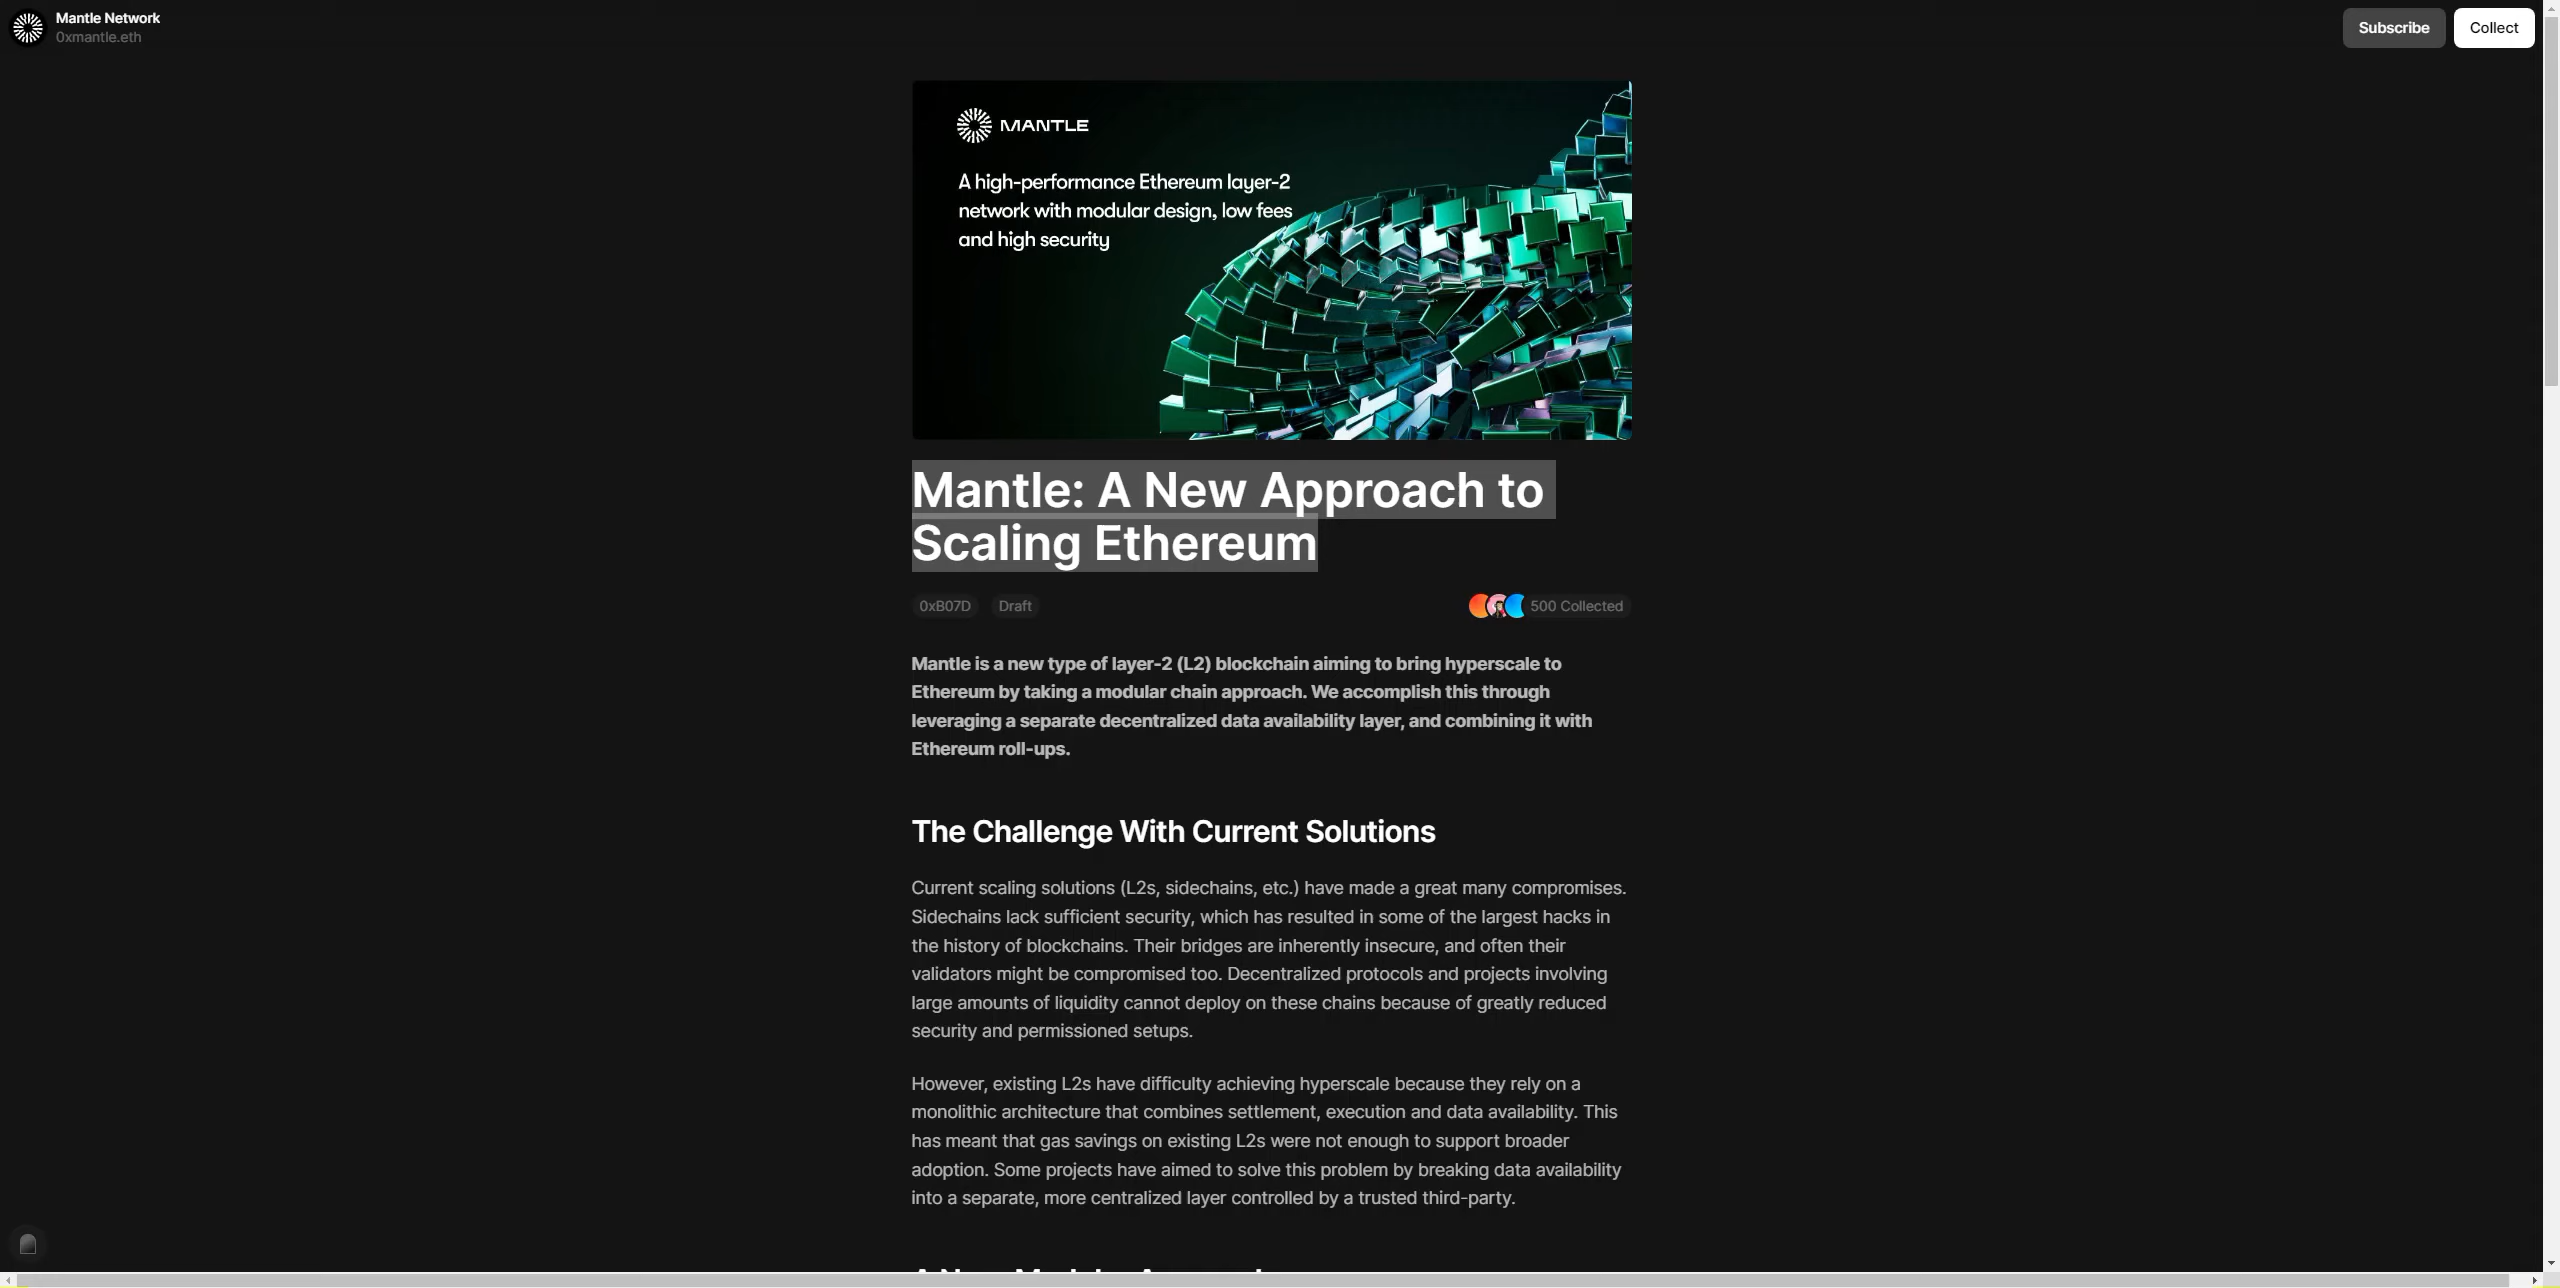 Mantle Network
0xmantle.eth
Subscribe
Collect
MANTLE
A high-performance Ethereum layer-2
network with modular design, low fees
and high security
Mantle: A New Approach to
Scaling Ethereum
0xB07D
Draft
500 Collected
Mantle is a new type of layer-2 (L2) blockchain aiming to bring hyperscale to
Ethereum by taking a modular chain approach. We accomplish this through
leveraging a separate decentralized data availability layer, and combining it with
Ethereum roll-ups.
The Challenge With Current Solutions
Current scaling solutions (L2s, sidechains, etc.) have made a great many compromises.
Sidechains lack sufficient security, which has resulted in some of the largest hacks in
the history of blockchains. Their bridges are inherently insecure, and often their
validators might be compromised too. Decentralized protocols and projects involving
large amounts of liquidity cannot deploy on these chains because of greatly reduced
security and permissioned setups.
However, existing L2s have difficulty achieving hyperscale because they rely on a
monolithic architecture that combines settlement, execution and data availability. This
has meant that gas savings on existing L2s were not enough to support broader
adoption. Some projects have aimed to solve this problem by breaking data availability
into a separate, more centralized layer controlled by a trusted third-party.